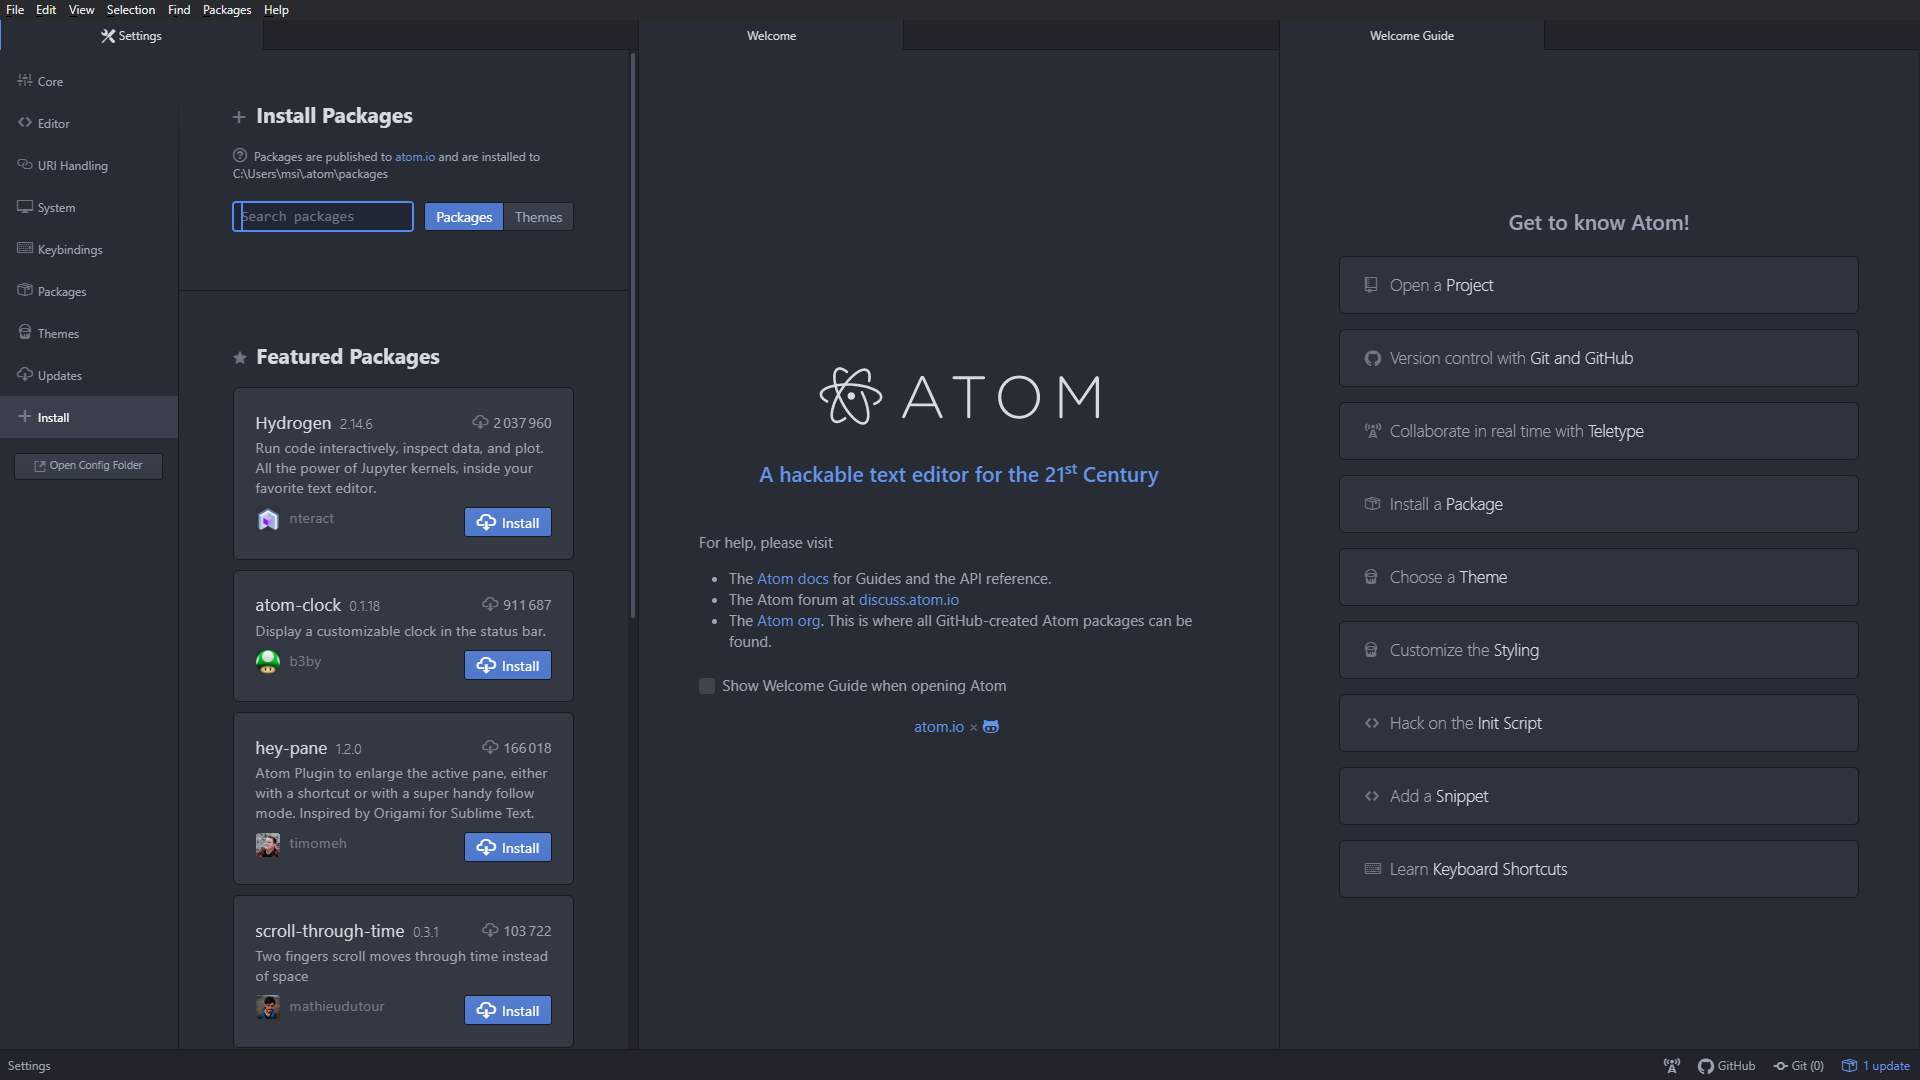 File Edit View Selection Find Packages Help
Settings
Welcome
Welcome Guide
Core
Editor
URI Handling
System
Keybindings
Packages
Themes
Updates
Install
Open Config Folder
Install Packages
Packages are published to atom.io and are installed to
C:\Users\msi\.atom\packages
Search packages
Packages Themes
Featured Packages
Hydrogen 2.14.6 2 037 960
Run code interactively, inspect data, and plot.
All the power of Jupyter kernels, inside your
favorite text editor.
nteract Install
atom-clock 0.1.18 911 687
Display a customizable clock in the status bar.
b3by Install
hey-pane 1.2.0 166 018
Atom Plugin to enlarge the active pane, either
with a shortcut or with a super handy follow
mode. Inspired by Origami for Sublime Text.
timomeh Install
scroll-through-time 0.3.1 103 722
Two fingers scroll moves through time instead
of space
mathieudutour Install
ATOM
A hackable text editor for the 21st Century
For help, please visit
• The Atom docs for Guides and the API reference.
• The Atom forum at discuss.atom.io
• The Atom org. This is where all GitHub-created Atom packages can be
found.
Show Welcome Guide when opening Atom
atom.io ×
Get to know Atom!
Open a Project
Version control with Git and GitHub
Collaborate in real time with Teletype
Install a Package
Choose a Theme
Customize the Styling
Hack on the Init Script
Add a Snippet
Learn Keyboard Shortcuts
Settings
GitHub Git (0) 1 update